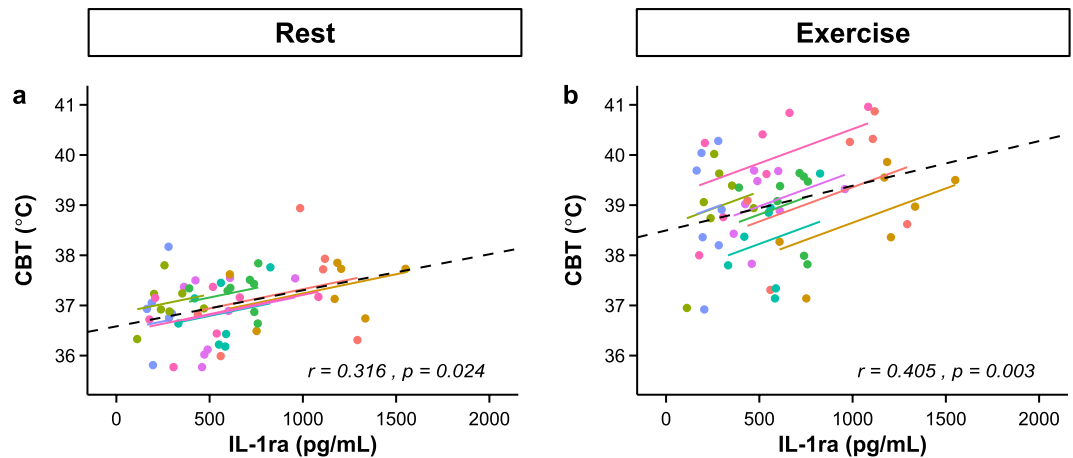 Rest
Exercise
a
b
CBT (°C)
41
40
39
38
37
36
r = 0.316 , p = 0.024
0
500
1000
1500
2000
IL-1ra (pg/mL)
CBT (°C)
41
40
39
38
37
36
r = 0.405 , p = 0.003
0
500
1000
1500
2000
IL-1ra (pg/mL)